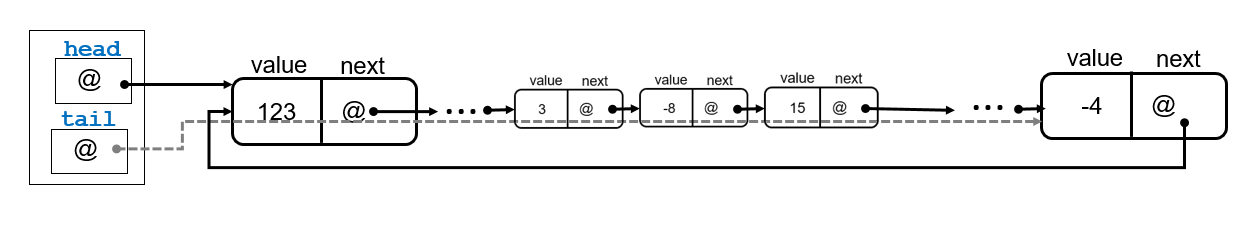 head
@
tail
@
value next
123 @
value next
3 @
value next
-8 @
value next
15 @
value next
-4 @